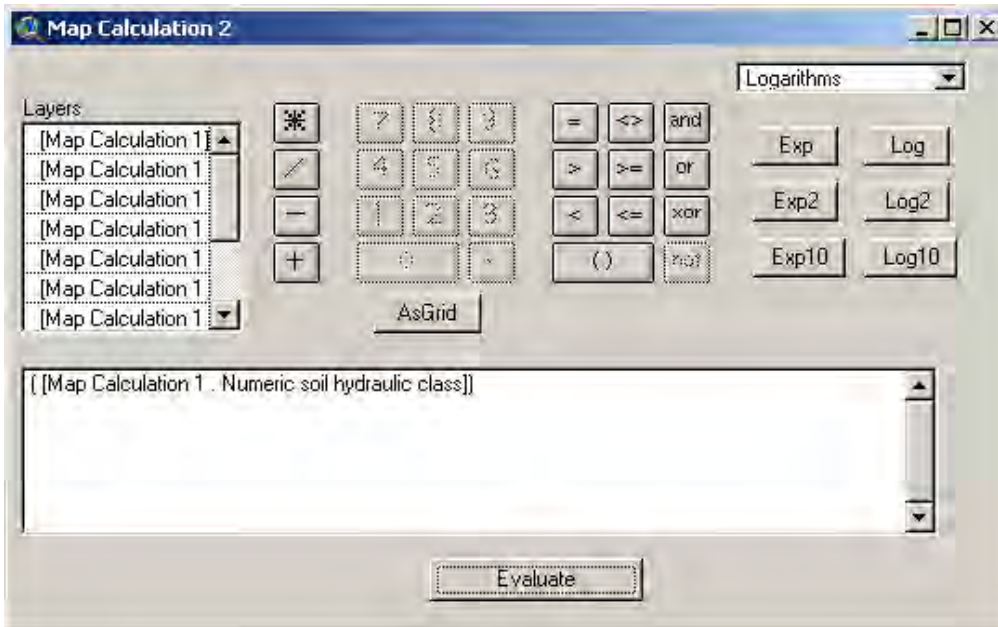 Map Calculation 2
Logarithms
Layers
[Map Calculation 1]
[Map Calculation 1
[Map Calculation 1
[Map Calculation 1
[Map Calculation 1
[Map Calculation 1
[Map Calculation 1
* 7 8 9 = <> and
/ 4 5 6 > >= or
- 1 2 3 < <= xor
+ 0 . ( ) not
AsGrid
Exp Log
Exp2 Log2
Exp10 Log10
( [Map Calculation 1 . Numeric soil hydraulic class])
Evaluate